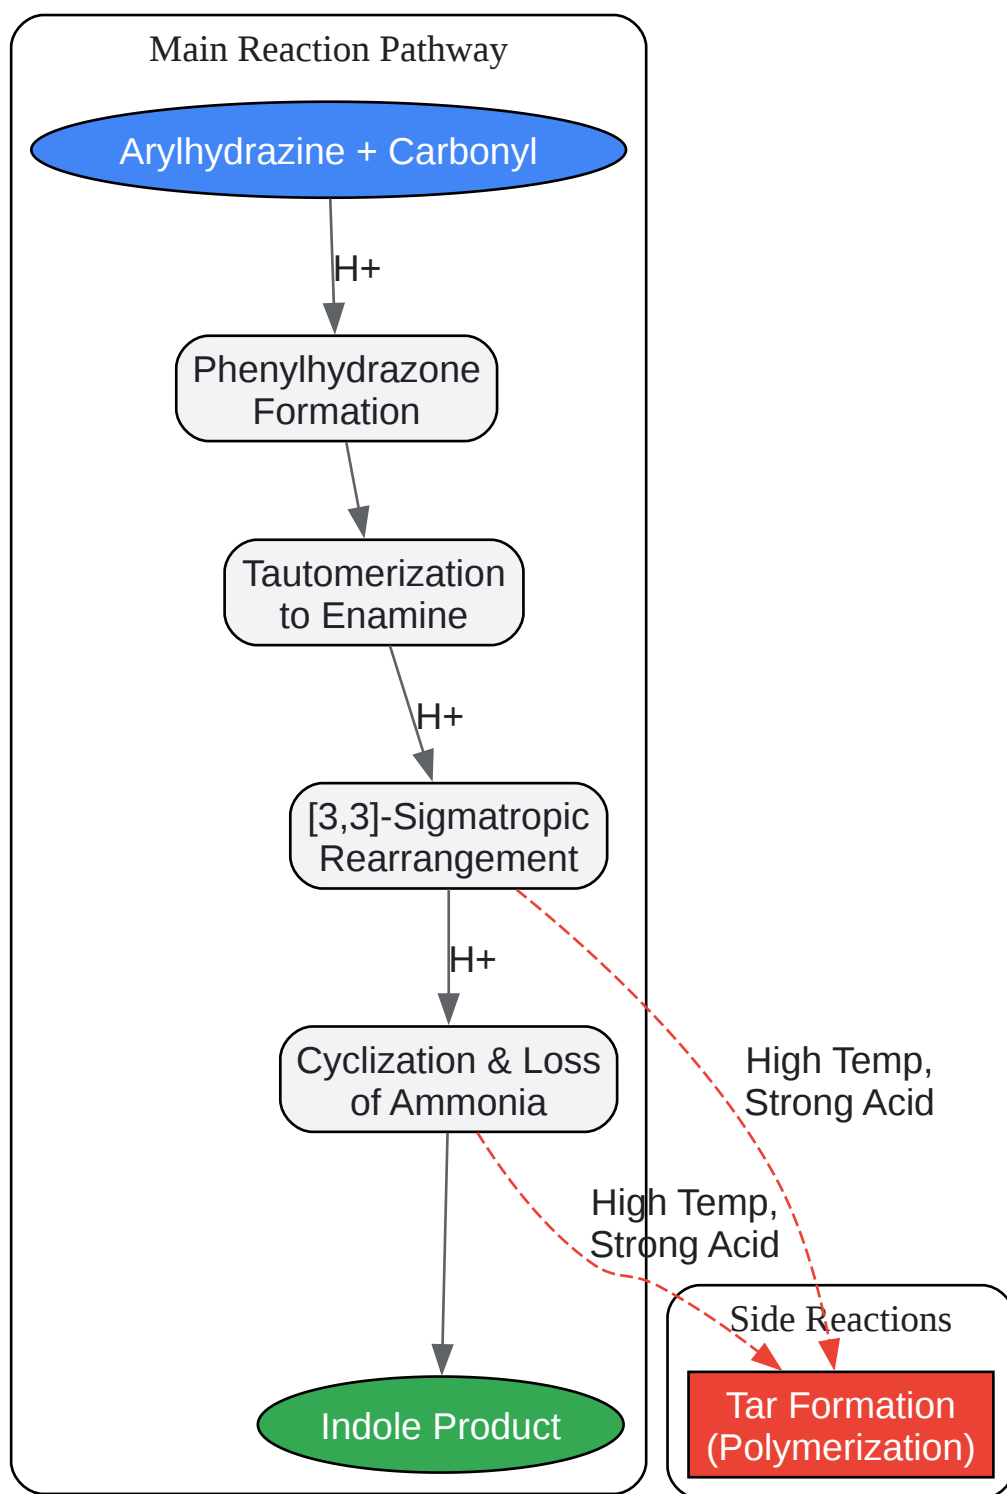 Main Reaction Pathway
Arylhydrazine + Carbonyl
H+
Phenylhydrazone
Formation
Tautomerization
to Enamine
H+
[3,3]-Sigmatropic
Rearrangement
H+
Cyclization & Loss
of Ammonia
High Temp,
Strong Acid
High Temp,
Strong Acid
Side Reactions
Tar Formation
(Polymerization)
Indole Product